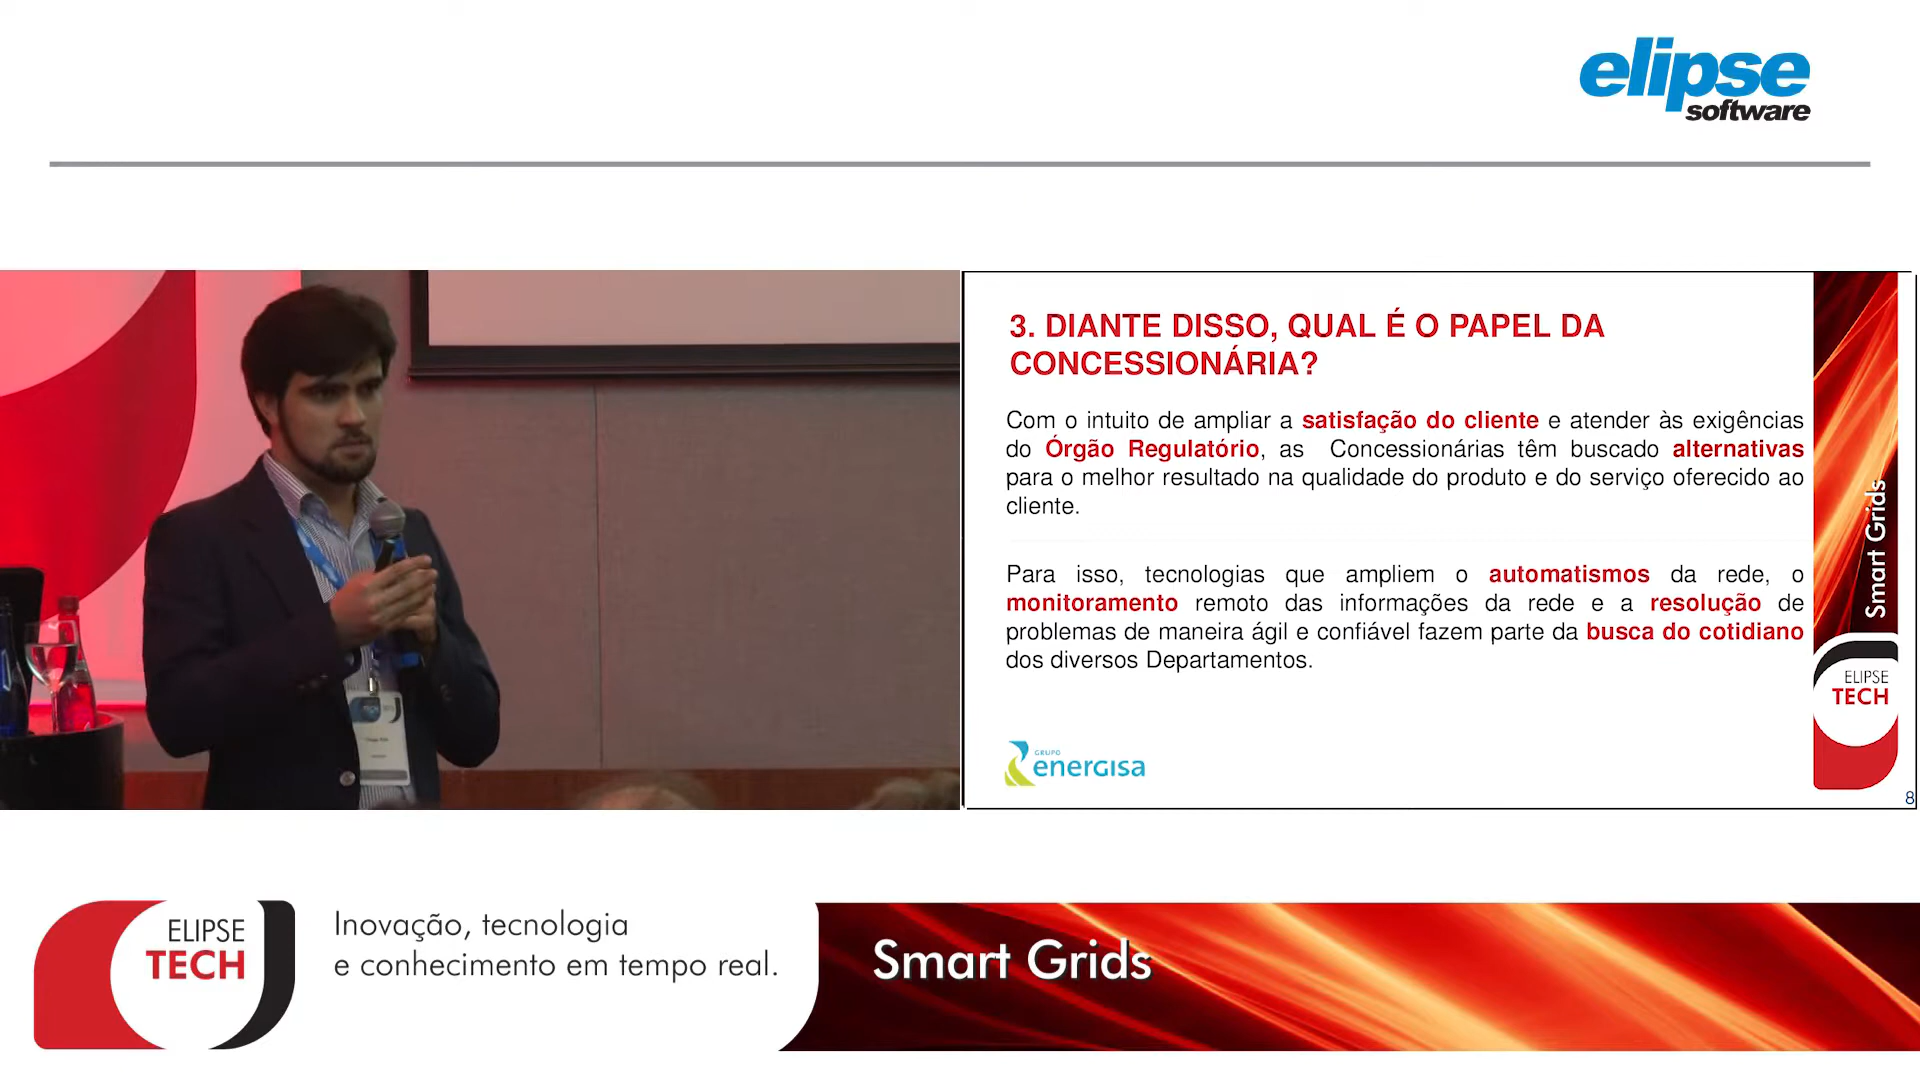 elipse
software
3. DIANTE DISSO, QUAL É O PAPEL DA
CONCESSIONÁRIA?
Com o intuito de ampliar a satisfação do cliente e atender às exigências
do Órgão Regulatório, as Concessionárias têm buscado alternativas
para o melhor resultado na qualidade do produto e do serviço oferecido ao
cliente.
Para isso, tecnologias que ampliem o automatismos da rede, o
monitoramento remoto das informações da rede e a resolução de
problemas de maneira ágil e confiável fazem parte da busca do cotidiano
dos diversos Departamentos.
GRUPO
energisa
Smart Grids
ELIPSE
TECH
8
TECH
ELIPSE
TECH
Inovação, tecnologia
e conhecimento em tempo real.
Smart Grids